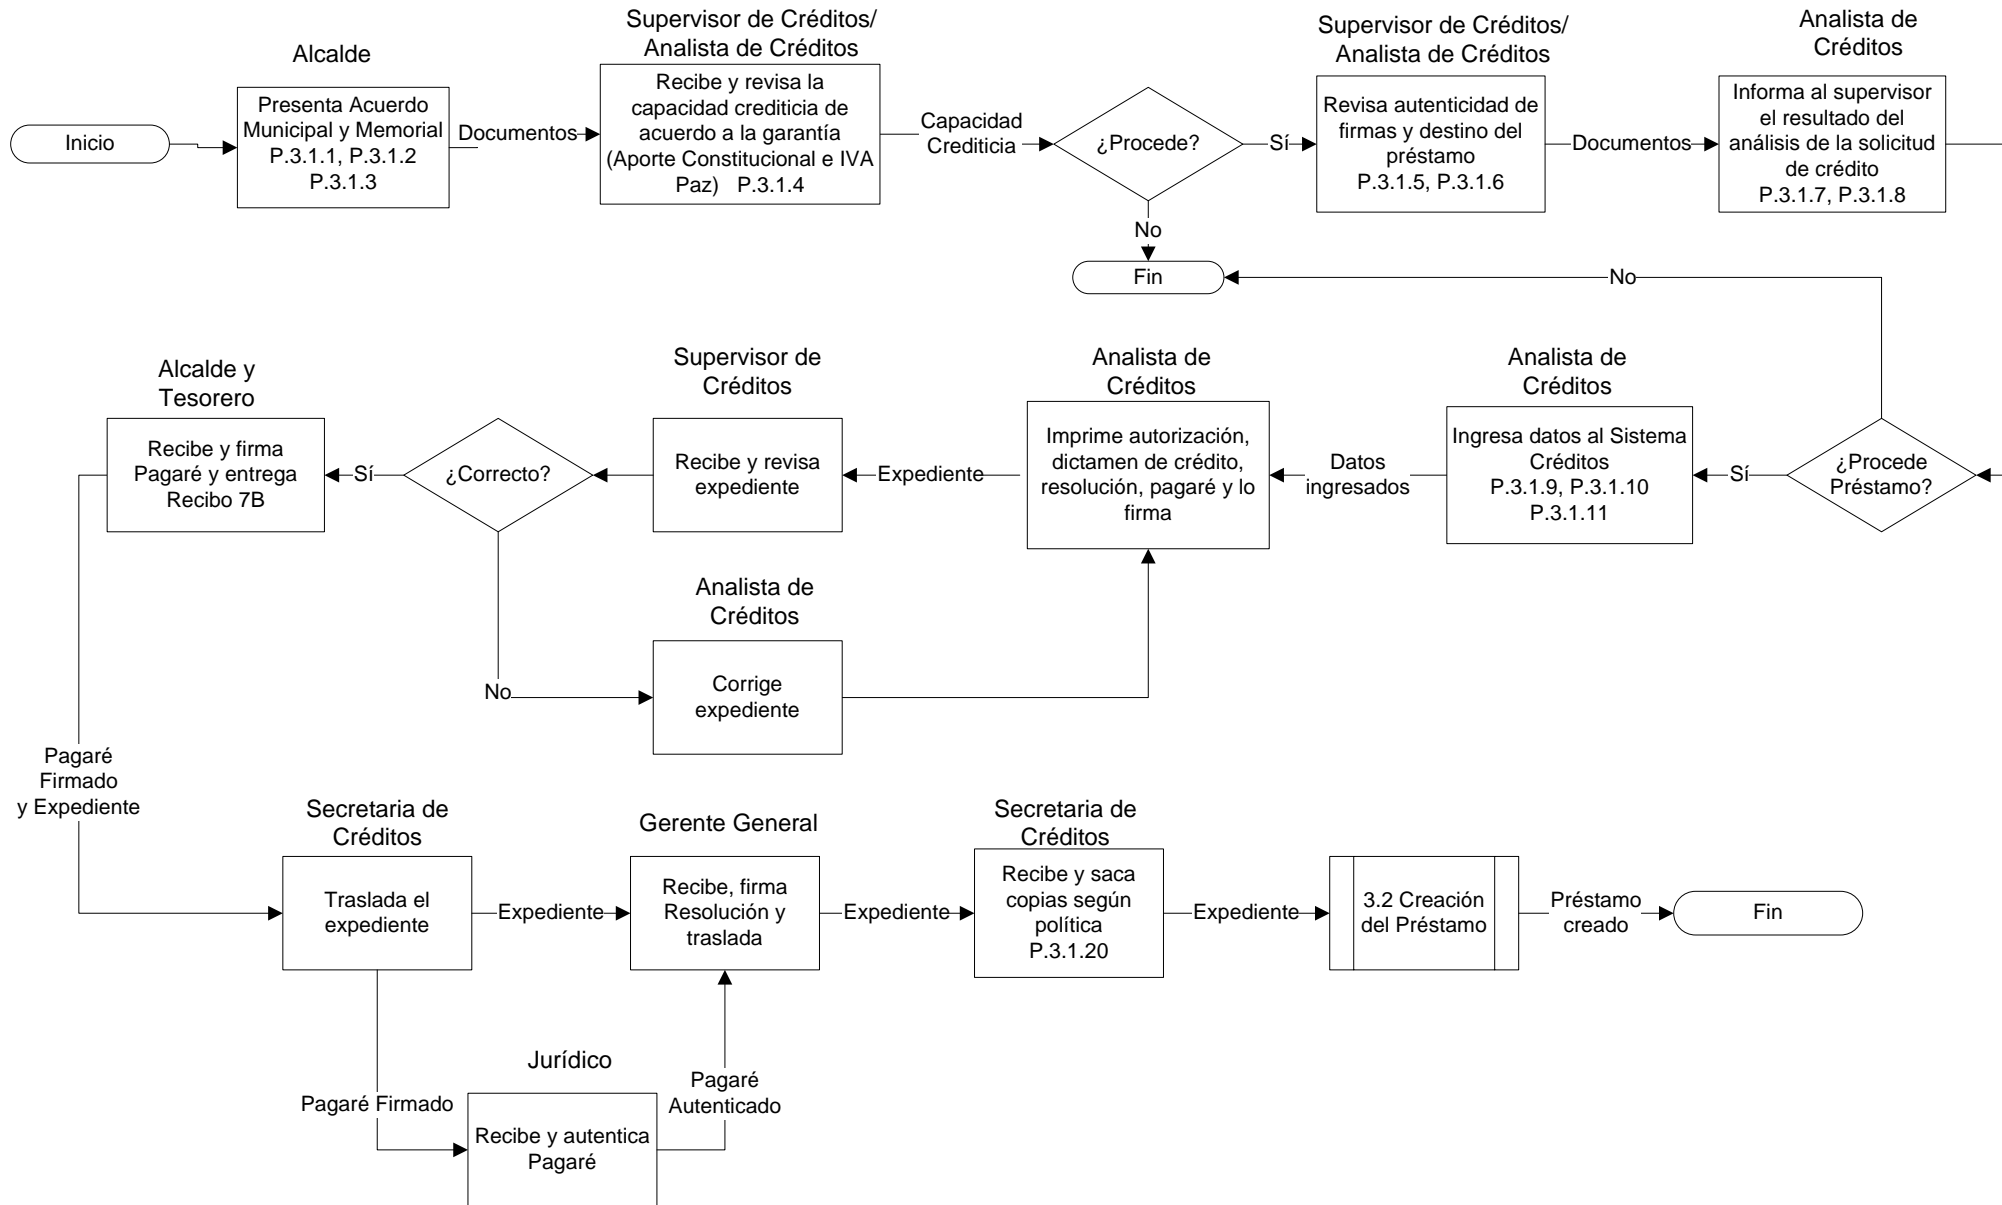 Inicio
Alcalde
Presenta Acuerdo
Municipal y Memorial
P.3.1.1, P.3.1.2
P.3.1.3
Documentos
Supervisor de Créditos/
Analista de Créditos
Recibe y revisa la
capacidad crediticia de
acuerdo a la garantía
(Aporte Constitucional e IVA
Paz) P.3.1.4
Capacidad
Crediticia
¿Procede?
Sí
No
Fin
Supervisor de Créditos/
Analista de Créditos
Revisa autenticidad de
firmas y destino del
préstamo
P.3.1.5, P.3.1.6
Documentos
Analista de
Créditos
Informa al supervisor
el resultado del
análisis de la solicitud
de crédito
P.3.1.7, P.3.1.8
¿Procede
Préstamo?
No
Sí
Analista de
Créditos
Ingresa datos al Sistema
Créditos
P.3.1.9, P.3.1.10
P.3.1.11
Datos
ingresados
Analista de
Créditos
Imprime autorización,
dictamen de crédito,
resolución, pagaré y lo
firma
Expediente
Supervisor de
Créditos
Recibe y revisa
expediente
¿Correcto?
Sí
No
Analista de
Créditos
Corrige
expediente
Alcalde y
Tesorero
Recibe y firma
Pagaré y entrega
Recibo 7B
Pagaré
Firmado
y Expediente
Secretaria de
Créditos
Traslada el
expediente
Expediente
Pagaré Firmado
Jurídico
Recibe y autentica
Pagaré
Pagaré
Autenticado
Gerente General
Recibe, firma
Resolución y
traslada
Expediente
Secretaria de
Créditos
Recibe y saca
copias según
política
P.3.1.20
Expediente
3.2 Creación
del Préstamo
Préstamo
creado
Fin